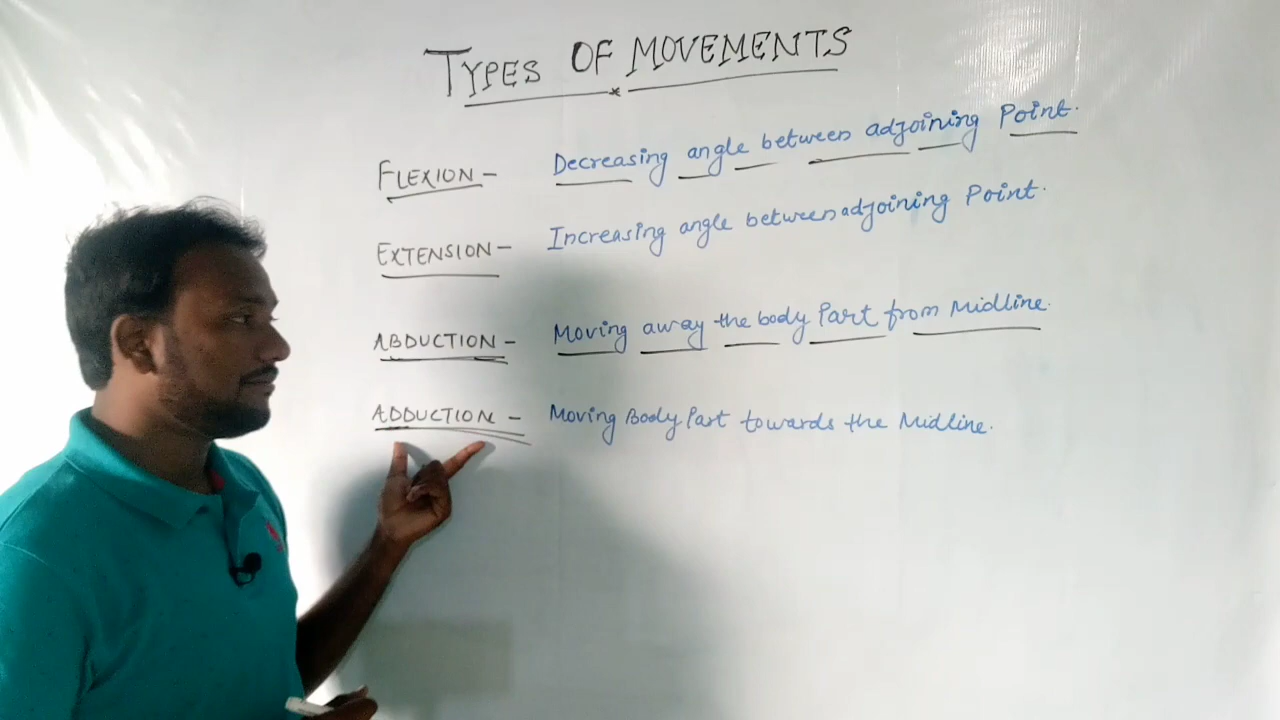 TYPES OF MOVEMENTS
FLEXION - Decreasing angle between adjoining Point.
EXTENSION - Increasing angle between adjoining Point.
ABDUCTION - Moving away the body Part from Midline.
ADDUCTION - Moving Body Part towards the Midline.